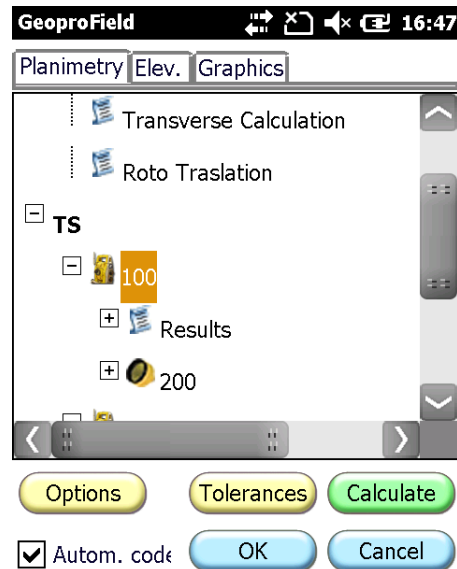 GeoproField 16:47
Planimetry Elev. Graphics
Transverse Calculation
Roto Traslation
TS
100
Results
200
Options Tolerances Calculate
Autom. code OK Cancel